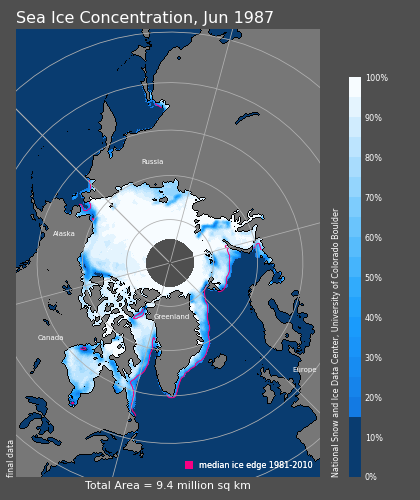 Sea Ice Concentration, Jun 1987
Russia
Alaska
Greenland
Canada
Europe
median ice edge 1981-2010
Total Area = 9.4 million sq km
final data
National Snow and Ice Data Center, University of Colorado Boulder
100%
90%
80%
70%
60%
50%
40%
30%
20%
10%
0%